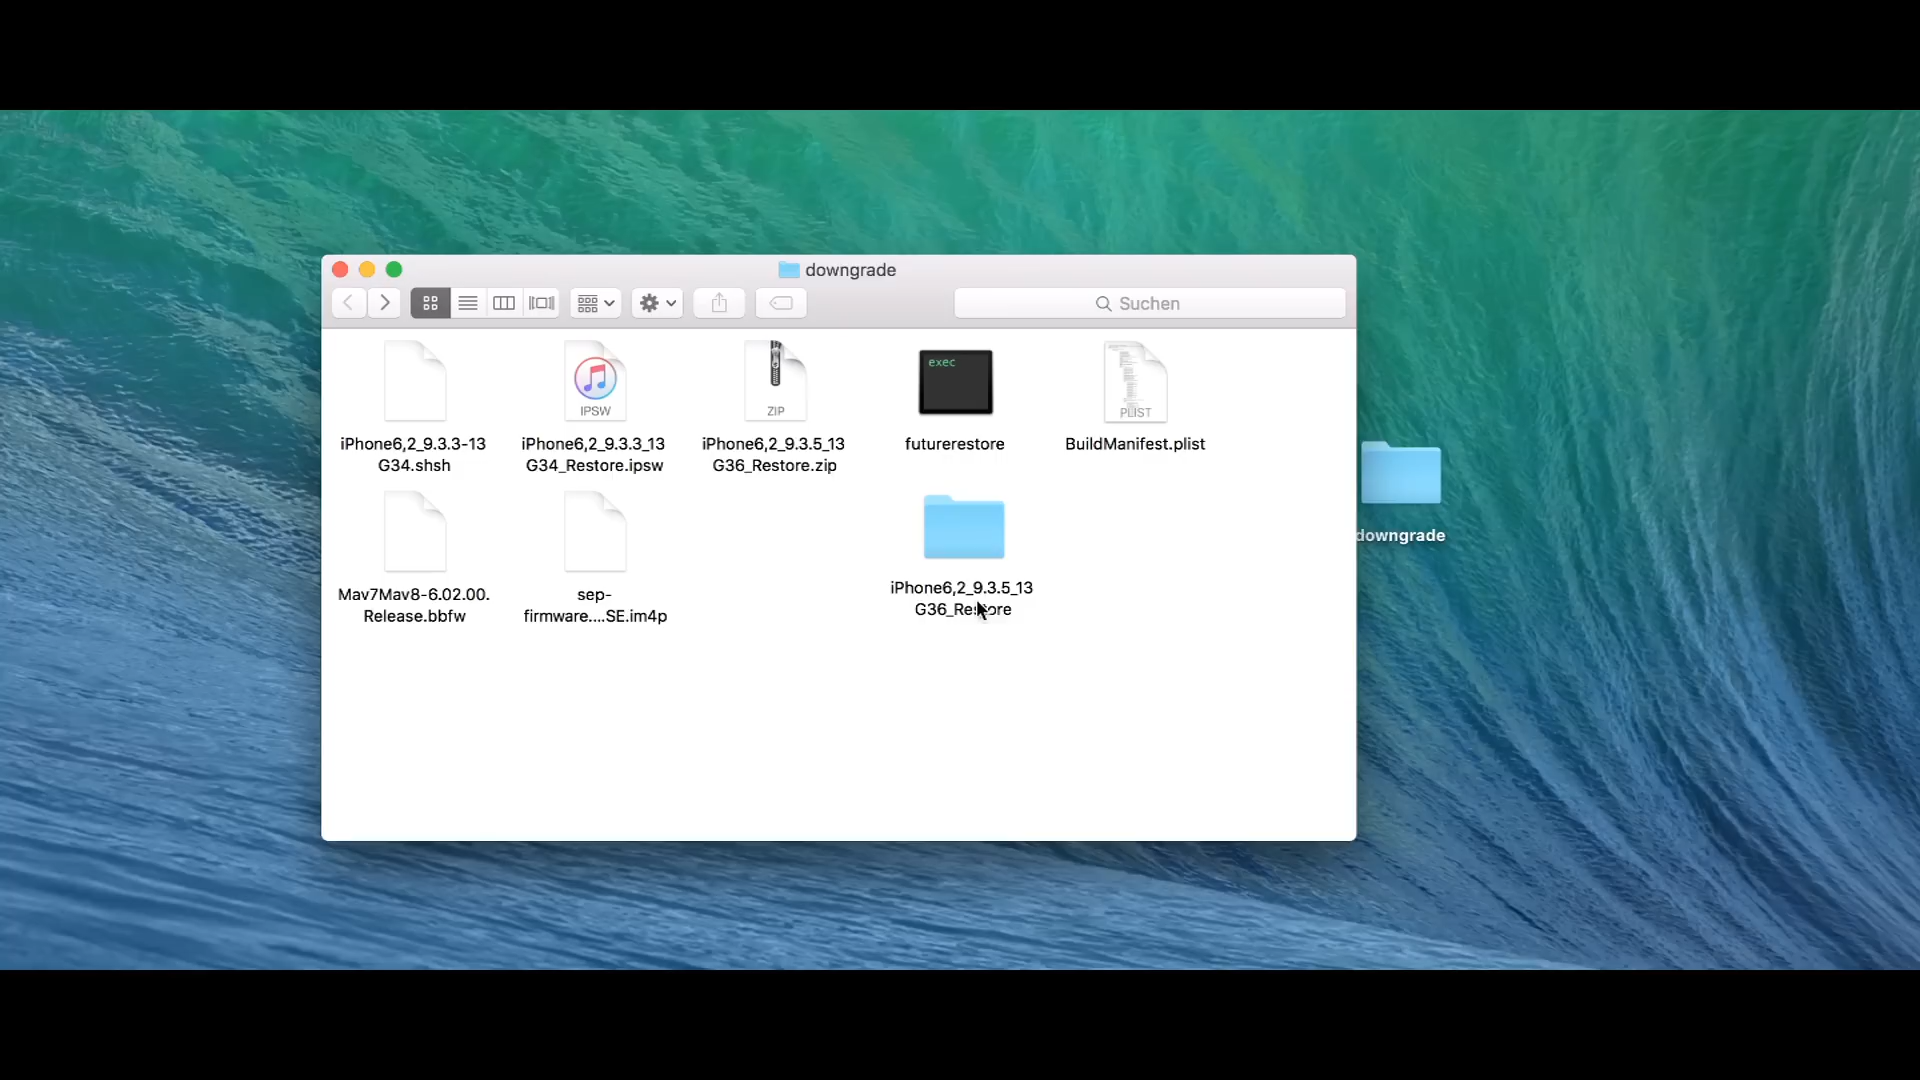 downgrade
Suchen
exec
IPSW
ZIP
PLIST
iPhone6,2_9.3.3-13
G34.shsh
iPhone6,2_9.3.3_13
G34_Restore.ipsw
iPhone6,2_9.3.5_13
G36_Restore.zip
futurerestore
BuildManifest.plist
downgrade
Mav7Mav8-6.02.00.
Release.bbfw
sep-
firmware....SE.im4p
iPhone6,2_9.3.5_13
G36_Restore